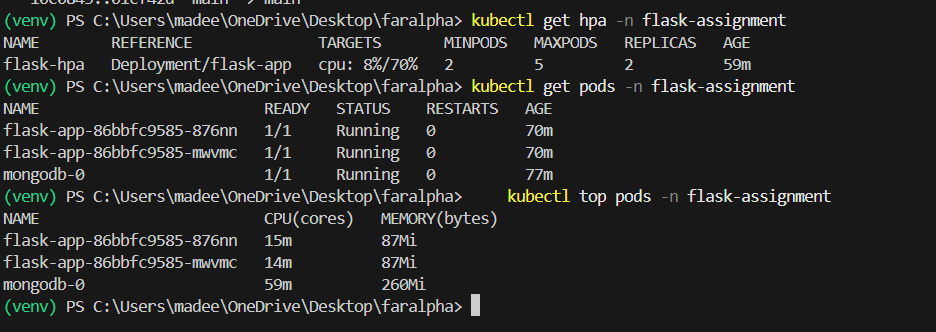 (venv) PS C:\Users\madee\OneDrive\Desktop\faralpha> kubectl get hpa -n flask-assignment
NAME REFERENCE TARGETS MINPODS MAXPODS REPLICAS AGE
flask-hpa Deployment/flask-app cpu: 8%/70% 2 5 2 59m
(venv) PS C:\Users\madee\OneDrive\Desktop\faralpha> kubectl get pods -n flask-assignment
NAME READY STATUS RESTARTS AGE
flask-app-86bbfc9585-876nn 1/1 Running 0 70m
flask-app-86bbfc9585-mwvmc 1/1 Running 0 70m
mongodb-0 1/1 Running 0 77m
(venv) PS C:\Users\madee\OneDrive\Desktop\faralpha> kubectl top pods -n flask-assignment
NAME CPU(cores) MEMORY(bytes)
flask-app-86bbfc9585-876nn 15m 87Mi
flask-app-86bbfc9585-mwvmc 14m 87Mi
mongodb-0 59m 260Mi
(venv) PS C:\Users\madee\OneDrive\Desktop\faralpha>